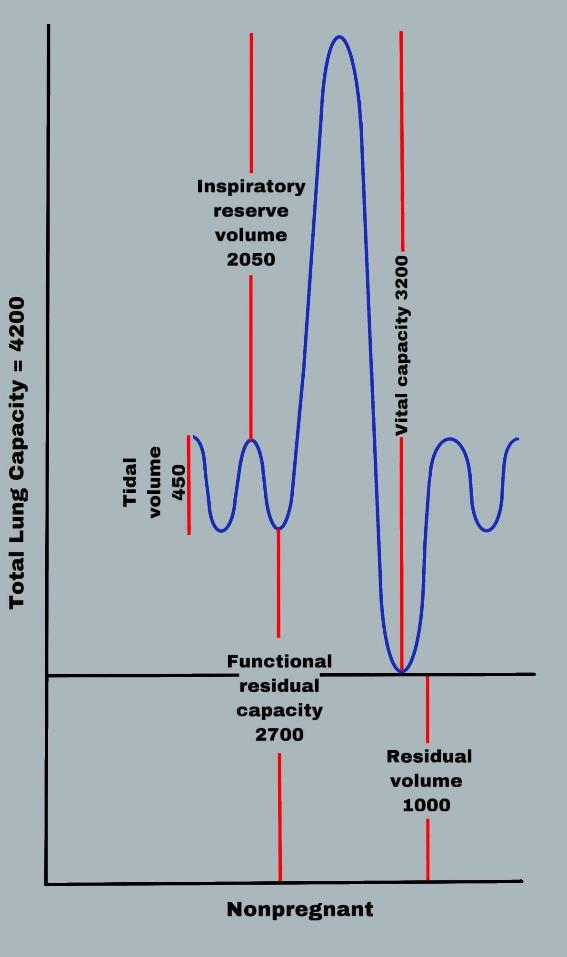 Total Lung Capacity = 4200
Inspiratory
reserve
volume
2050
Vital capacity 3200
Tidal
volume
450
Functional
residual
capacity
2700
Residual
volume
1000
Nonpregnant